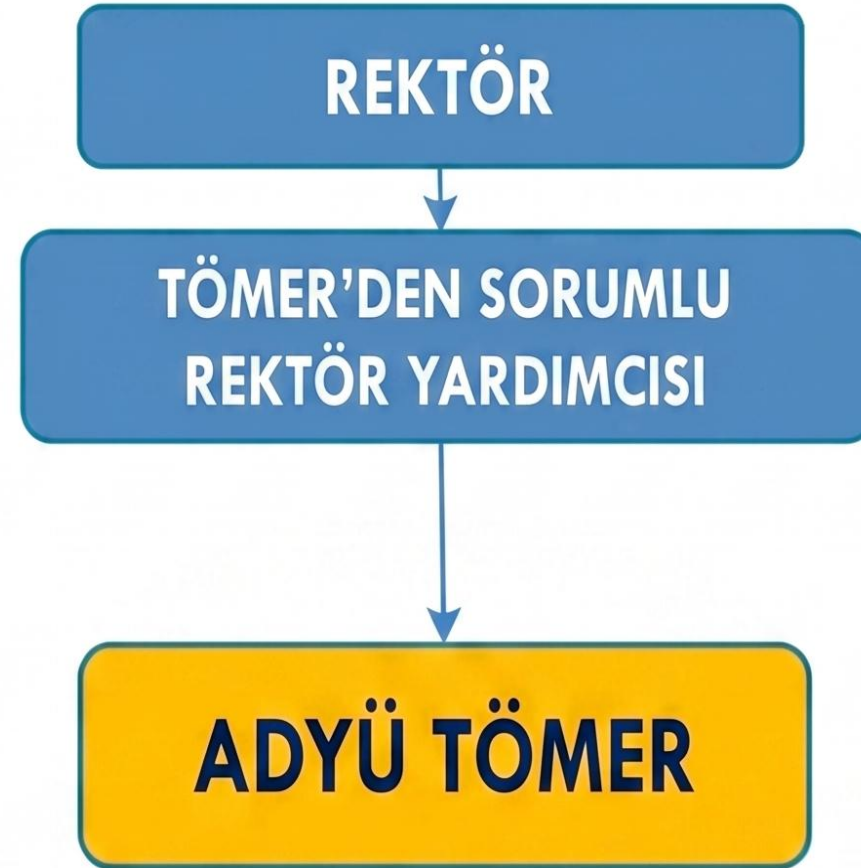 REKTÖR
TÖMER’DEN SORUMLU
REKTÖR YARDIMCISI
ADYÜ TÖMER